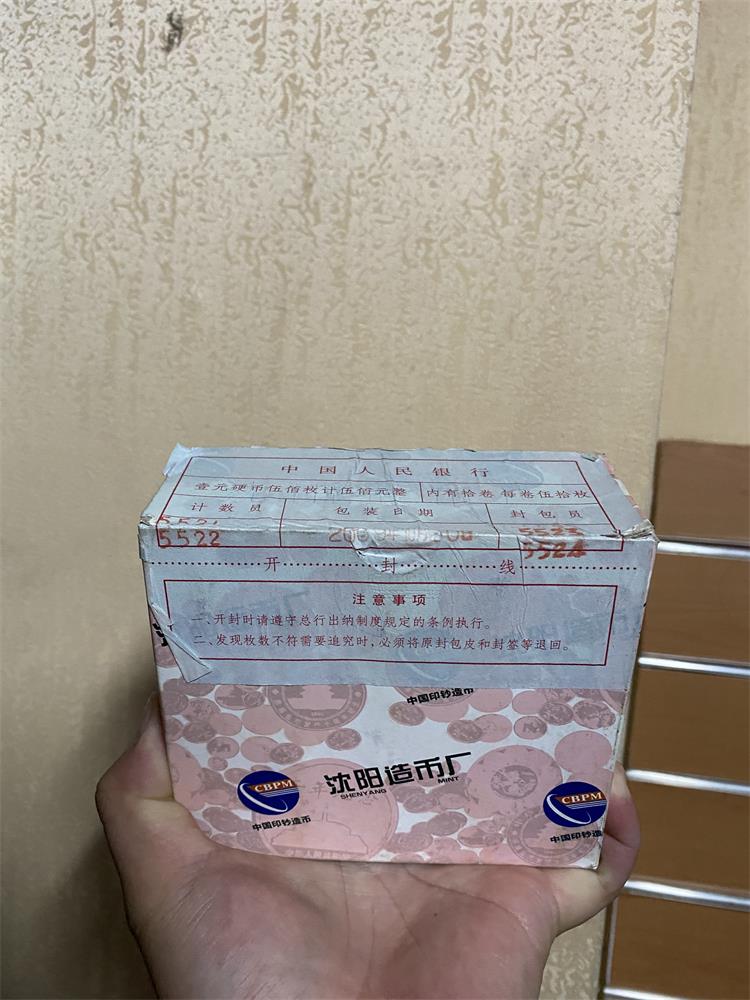 中国人民银行
壹元硬币伍佰枚计伍佰元整 内有拾卷每卷伍拾枚
计数员 包装日期 封包员
5521 5523
5522 5524
开 封 线
注意事项
一、开封时请遵守总行出纳制度规定的条例执行。
二、发现枚数不符需要追究时,必须将原封包皮和封签等退回。
中国印钞造币
沈阳造币厂
SHENYANG MINT
CBPM
中国印钞造币
CBPM
中国印钞造币